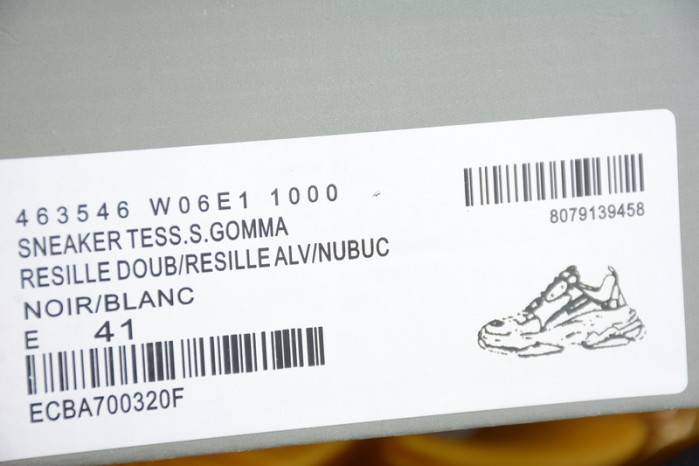 463546 W06E1 1000
SNEAKER TESS.S.GOMMA
RESILLE DOUB/RESILLE ALV/NUBUC
NOIR/BLANC
E 41
ECBA700320F
8079139458